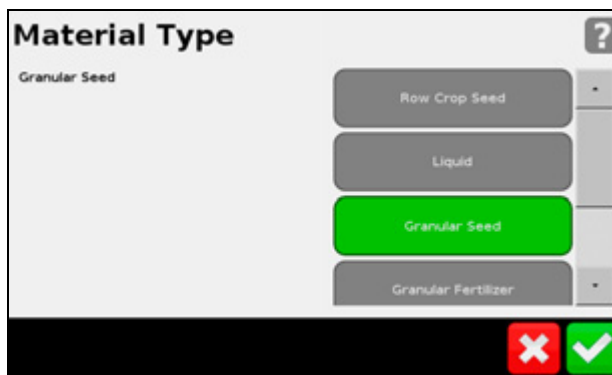 Material Type
?
Granular Seed
Row Crop Seed
Liquid
Granular Seed
Granular Fertilizer